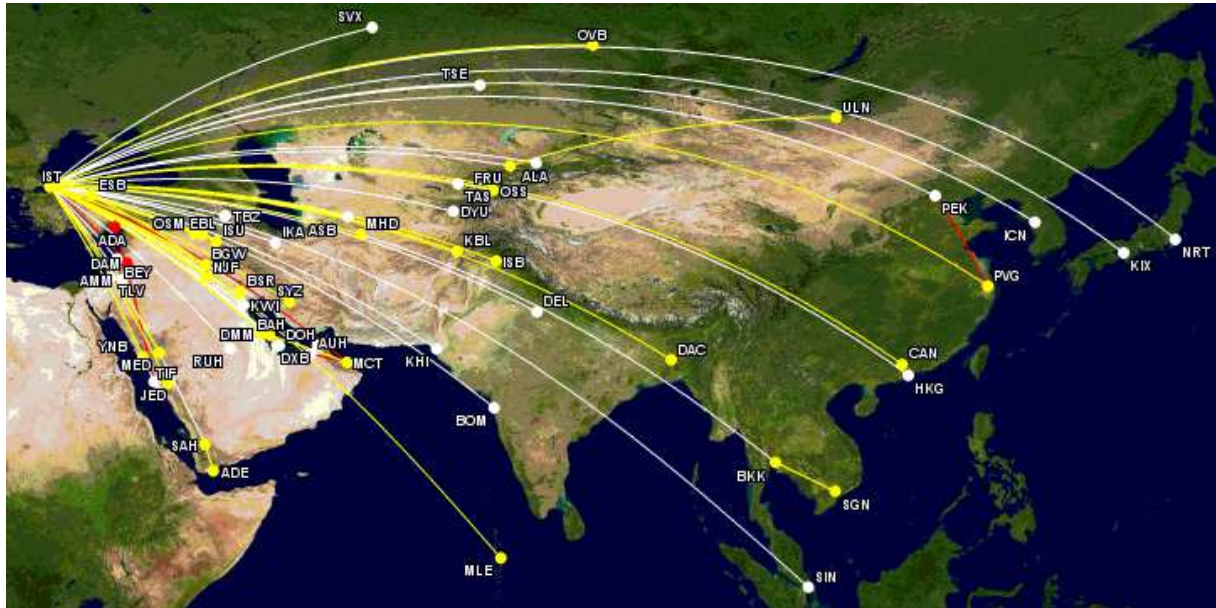 SVX
OVB
TSE
ULN
IST
ESB
FRU
ALA
TAS
OSS
DYU
PEK
ICN
KIX
NRT
ADA
OSM
EBL
TBZ
ISU
IKA
ASB
MHD
KBL
ISB
DAM
BEY
AMM
TLV
BGW
NJF
BSR
SYZ
KWI
DEL
PVG
BAH
DMM
DOH
AUH
DXB
MCT
KHI
RUH
YNB
MED
TIF
JED
DAC
CAN
HKG
BOM
SAH
ADE
BKK
SGN
MLE
SIN